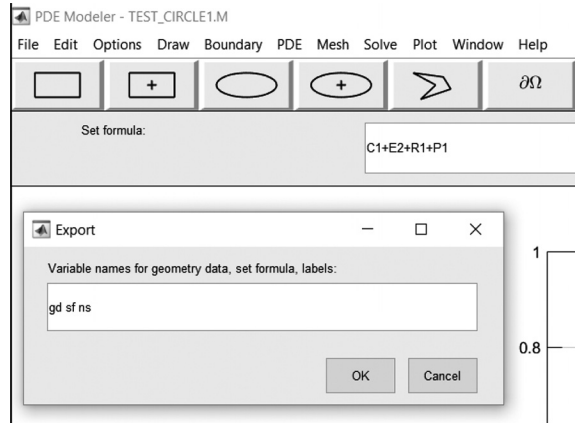 PDE Modeler - TEST_CIRCLE1.M
File Edit Options Draw Boundary PDE Mesh Solve Plot Window Help
+ + ∂Ω
Set formula:
C1+E2+R1+P1
Export
Variable names for geometry data, set formula, labels:
gd sf ns
OK Cancel
1
0.8